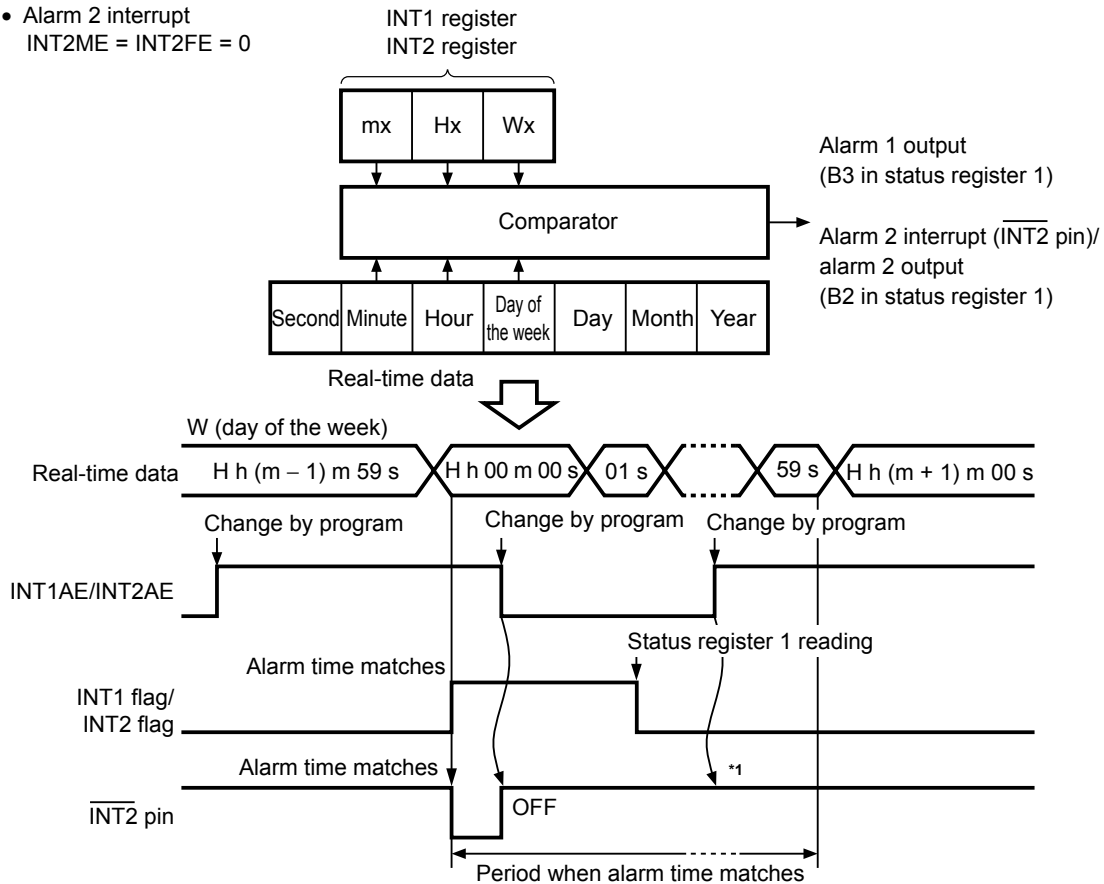 • Alarm 2 interrupt
INT2ME = INT2FE = 0
INT1 register
INT2 register
mx Hx Wx
Comparator
Alarm 1 output
(B3 in status register 1)
Alarm 2 interrupt (INT2 pin)/
alarm 2 output
(B2 in status register 1)
Second Minute Hour Day of the week Day Month Year
Real-time data
W (day of the week)
Real-time data H h (m − 1) m 59 s H h 00 m 00 s 01 s 59 s H h (m + 1) m 00 s
Change by program Change by program Change by program
INT1AE/INT2AE
Status register 1 reading
Alarm time matches
INT1 flag/
INT2 flag
Alarm time matches *1
INT2 pin OFF
Period when alarm time matches